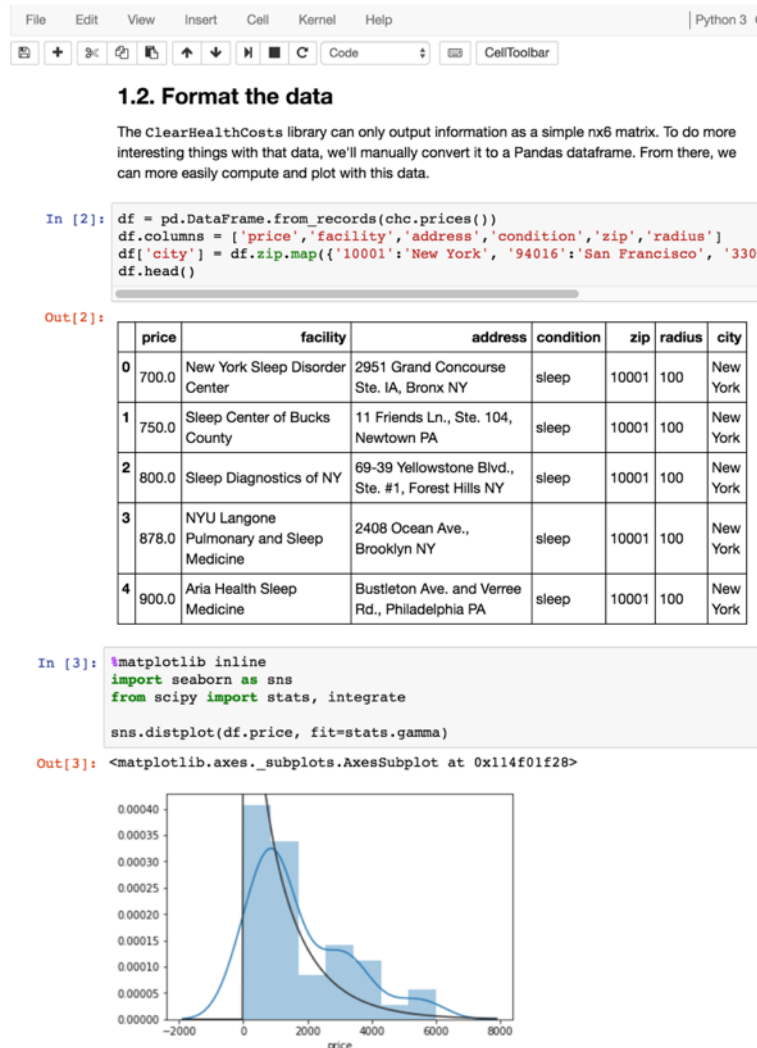 File Edit View Insert Cell Kernel Help Python 3
Code CellToolbar
1.2. Format the data
The ClearHealthCosts library can only output information as a simple nx6 matrix. To do more
interesting things with that data, we'll manually convert it to a Pandas dataframe. From there, we
can more easily compute and plot with this data.
In [2]: df = pd.DataFrame.from_records(chc.prices())
df.columns = ['price','facility','address','condition','zip','radius']
df['city'] = df.zip.map({'10001':'New York', '94016':'San Francisco', '330
df.head()
Out[2]:
price facility address condition zip radius city
0 700.0 New York Sleep Disorder Center 2951 Grand Concourse Ste. IA, Bronx NY sleep 10001 100 New York
1 750.0 Sleep Center of Bucks County 11 Friends Ln., Ste. 104, Newtown PA sleep 10001 100 New York
2 800.0 Sleep Diagnostics of NY 69-39 Yellowstone Blvd., Ste. #1, Forest Hills NY sleep 10001 100 New York
3 878.0 NYU Langone Pulmonary and Sleep Medicine 2408 Ocean Ave., Brooklyn NY sleep 10001 100 New York
4 900.0 Aria Health Sleep Medicine Bustleton Ave. and Verree Rd., Philadelphia PA sleep 10001 100 New York
In [3]: %matplotlib inline
import seaborn as sns
from scipy import stats, integrate
sns.distplot(df.price, fit=stats.gamma)
Out[3]: <matplotlib.axes._subplots.AxesSubplot at 0x114f01f28>
0.00040
0.00035
0.00030
0.00025
0.00020
0.00015
0.00010
0.00005
0.00000
−2000 0 2000 4000 6000 8000
price